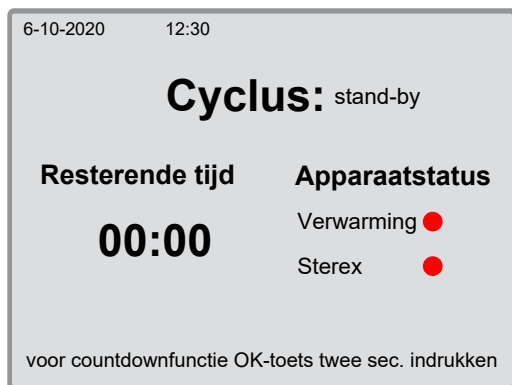 6-10-2020 12:30
Cyclus: stand-by
Resterende tijd
00:00
Apparaatstatus
Verwarming
Sterex
voor countdownfunctie OK-toets twee sec. indrukken